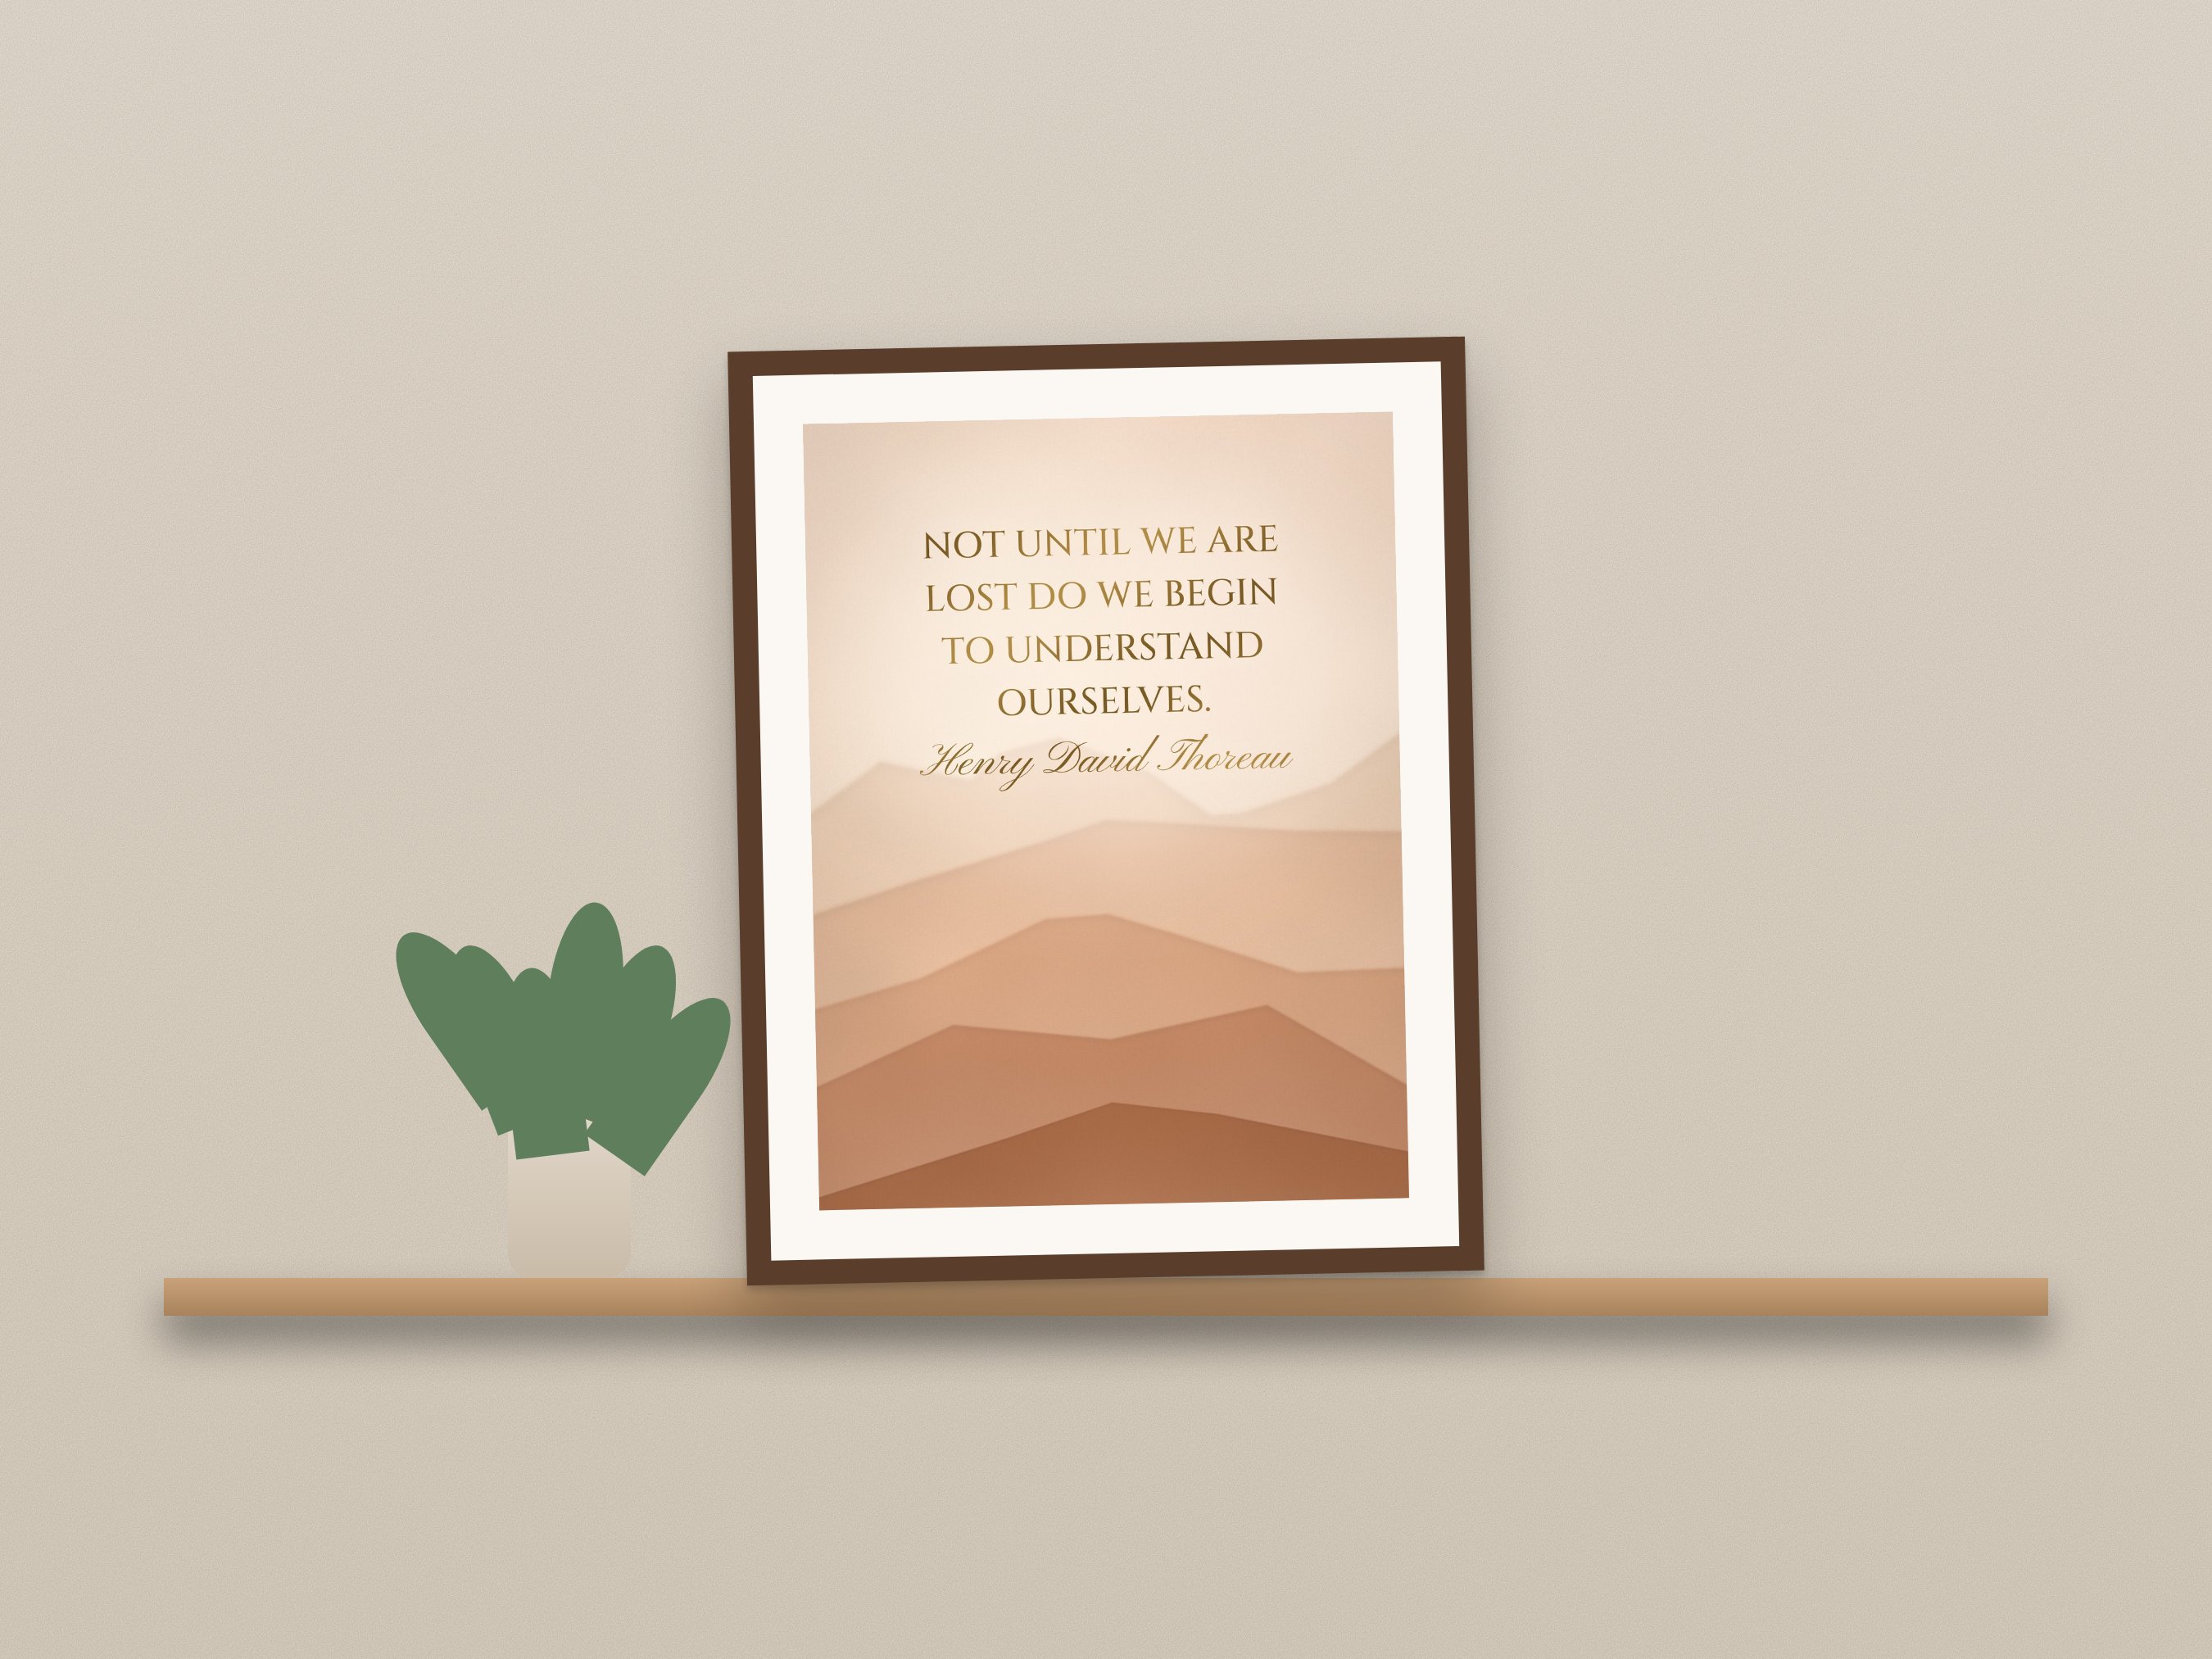 NOT UNTIL WE ARE
LOST DO WE BEGIN
TO UNDERSTAND
OURSELVES.
Henry David Thoreau